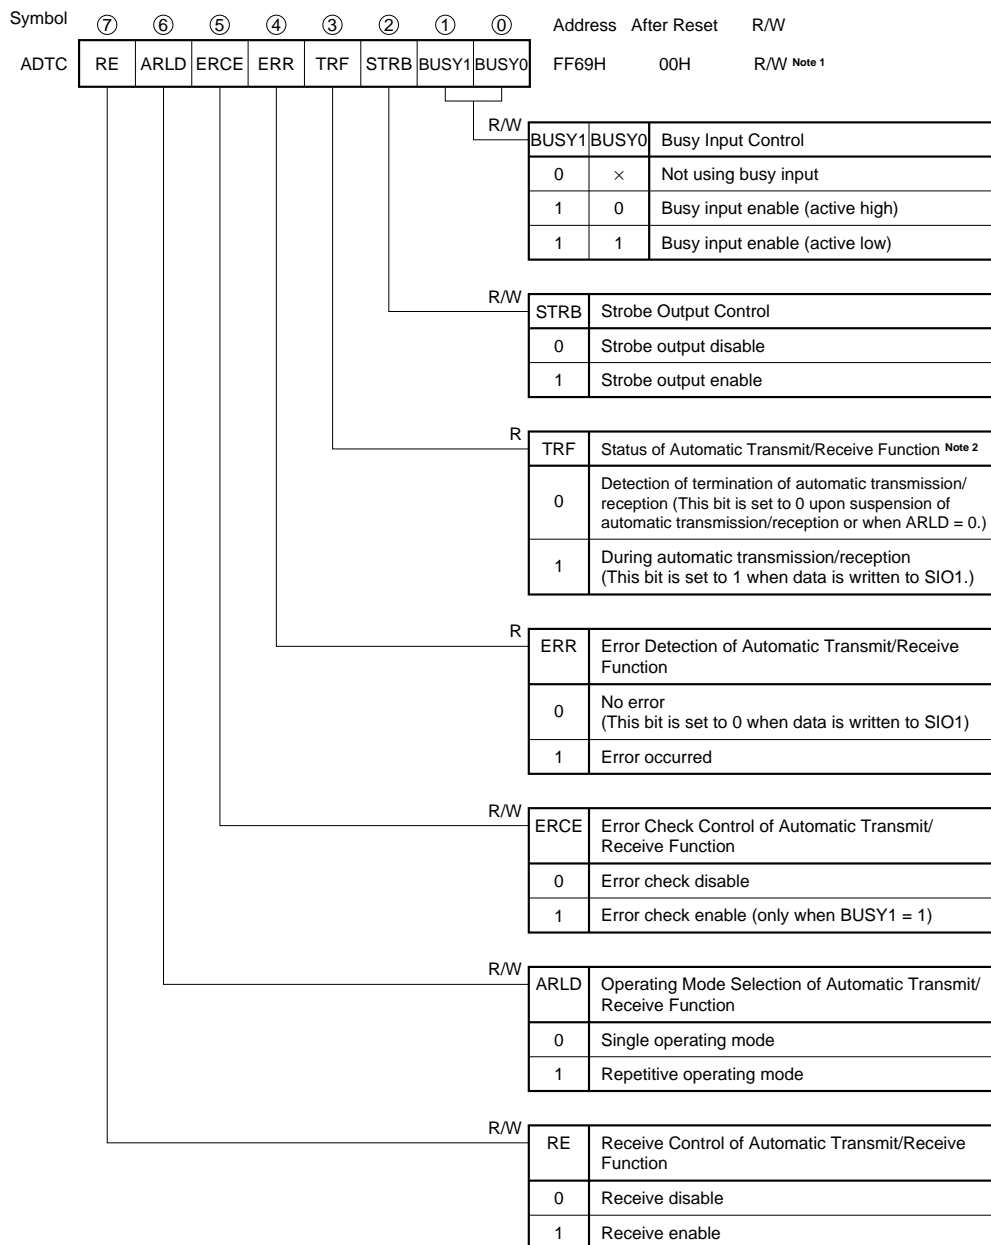 Symbol ⑦ ⑥ ⑤ ④ ③ ② ① ⓪ Address After Reset R/W
ADTC RE ARLD ERCE ERR TRF STRB BUSY1 BUSY0 FF69H 00H R/W Note 1
R/W
BUSY1 BUSY0 Busy Input Control
0 × Not using busy input
1 0 Busy input enable (active high)
1 1 Busy input enable (active low)
R/W
STRB Strobe Output Control
0 Strobe output disable
1 Strobe output enable
R
TRF Status of Automatic Transmit/Receive Function Note 2
0 Detection of termination of automatic transmission/
reception (This bit is set to 0 upon suspension of
automatic transmission/reception or when ARLD = 0.)
1 During automatic transmission/reception
(This bit is set to 1 when data is written to SIO1.)
R
ERR Error Detection of Automatic Transmit/Receive
Function
0 No error
(This bit is set to 0 when data is written to SIO1)
1 Error occurred
R/W
ERCE Error Check Control of Automatic Transmit/
Receive Function
0 Error check disable
1 Error check enable (only when BUSY1 = 1)
R/W
ARLD Operating Mode Selection of Automatic Transmit/
Receive Function
0 Single operating mode
1 Repetitive operating mode
R/W
RE Receive Control of Automatic Transmit/Receive
Function
0 Receive disable
1 Receive enable